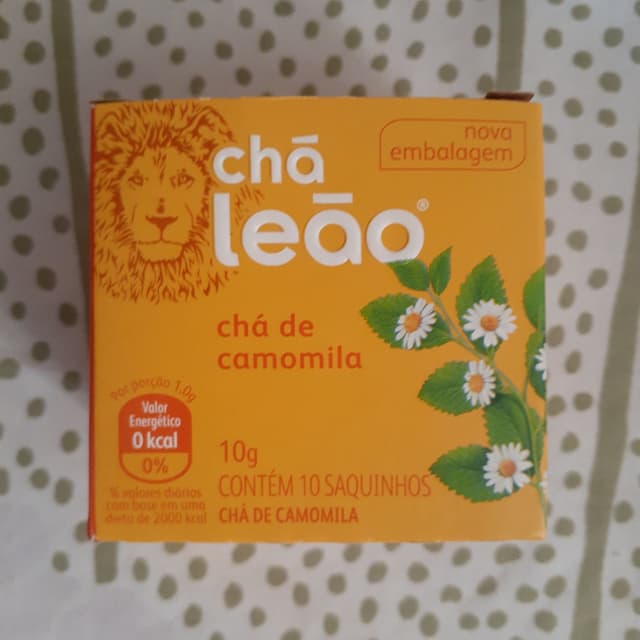 nova
embalagem
chá
leão®
chá de
camomila
Por porção 1,0g
Valor
Energético
0 kcal
0%
% valores diários
com base em uma
dieta de 2000 kcal
10g
CONTÉM 10 SAQUINHOS
CHÁ DE CAMOMILA